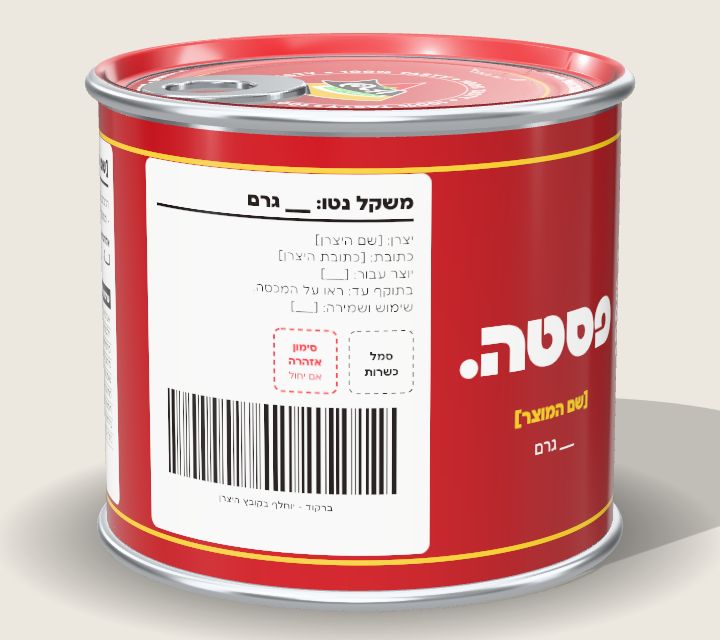 משקל נטו: __ גרם
יצרן: [שם היצרן]
כתובת: [כתובת היצרן]
יוצר עבור: [__]
בתוקף עד: ראו על המכסה.
שימוש ושמירה: [__]
סמל
כשרות
סימון
אזהרה
אם יחול
ברקוד - יוחלף בקובץ היצרן
פסטה.
[שם המוצר]
__ גרם